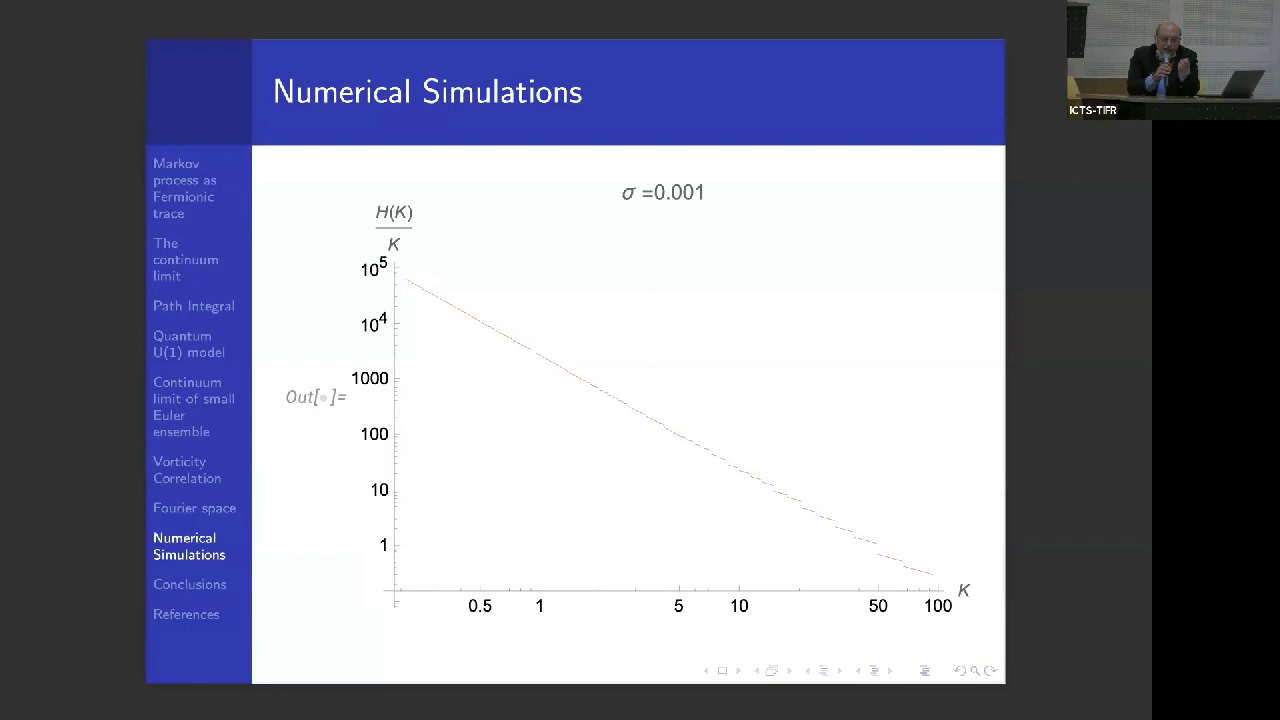 Numerical Simulations
Markov
process as
Fermionic
trace
The
continuum
limit
Path Integral
Quantum
U(1) model
Continuum
limit of small
Euler
ensemble
Vorticity
Correlation
Fourier space
Numerical
Simulations
Conclusions
References
σ =0.001
H(K)
K
10^5
10^4
1000
100
10
1
Out[•]=
0.5 1 5 10 50 100
K
ICTS-TIFR